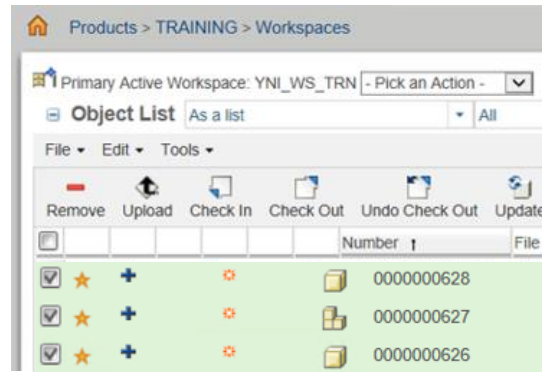 Products > TRAINING > Workspaces
Primary Active Workspace: YNI_WS_TRN - Pick an Action -
Object List As a list All
File Edit Tools
Remove Upload Check In Check Out Undo Check Out Update
Number File
0000000628
0000000627
0000000626